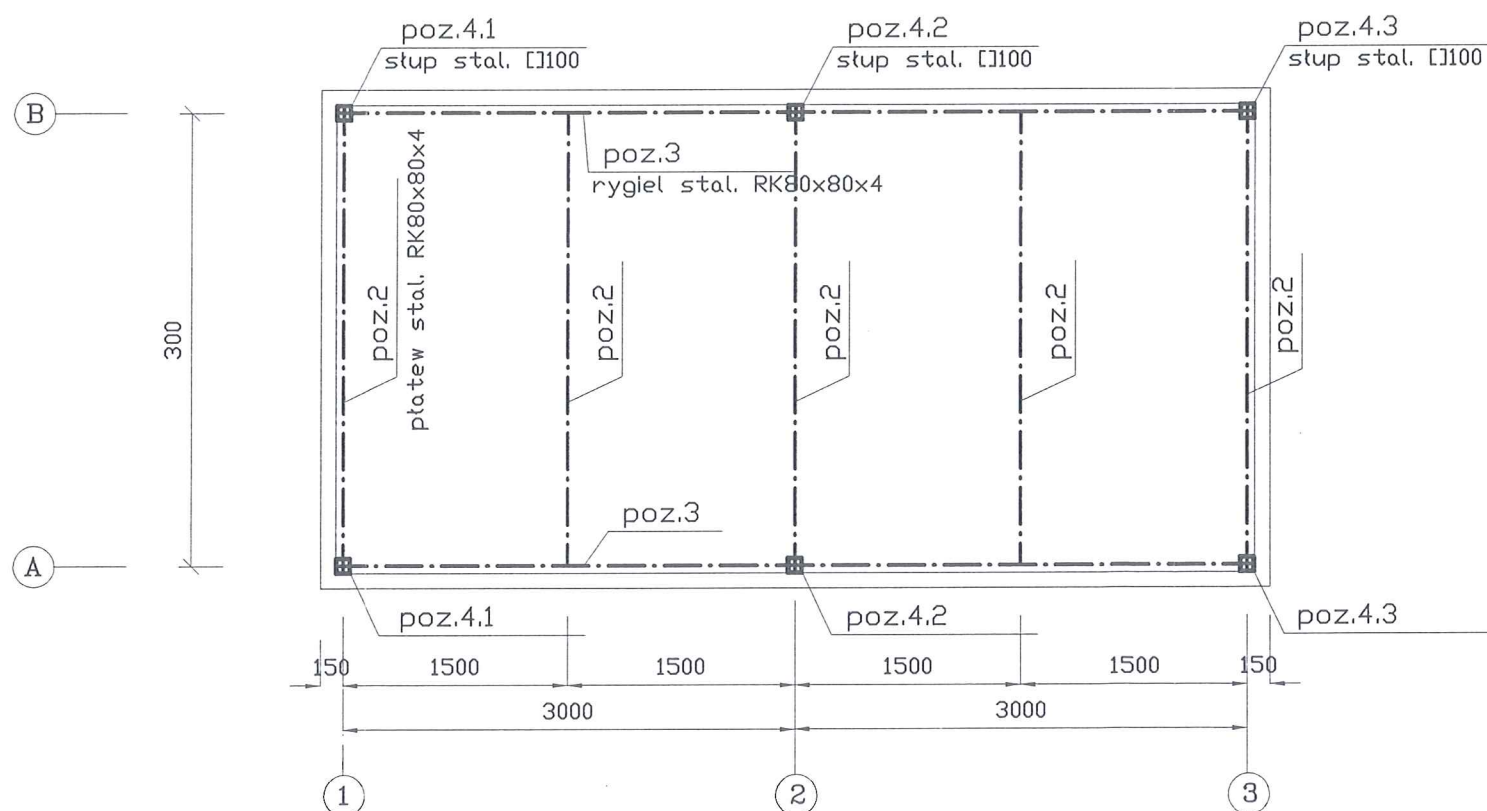 poz.4.1
słup stal. []100
poz.4.2
słup stal. []100
poz.4.3
słup stal. []100
B
poz.3
rygiel stal. RK80x80x4
płatew stal. RK80x80x4
poz.2
poz.2
poz.2
poz.2
poz.2
300
poz.3
A
poz.4.1
poz.4.2
poz.4.3
150
1500
1500
1500
1500
150
3000
3000
1
2
3